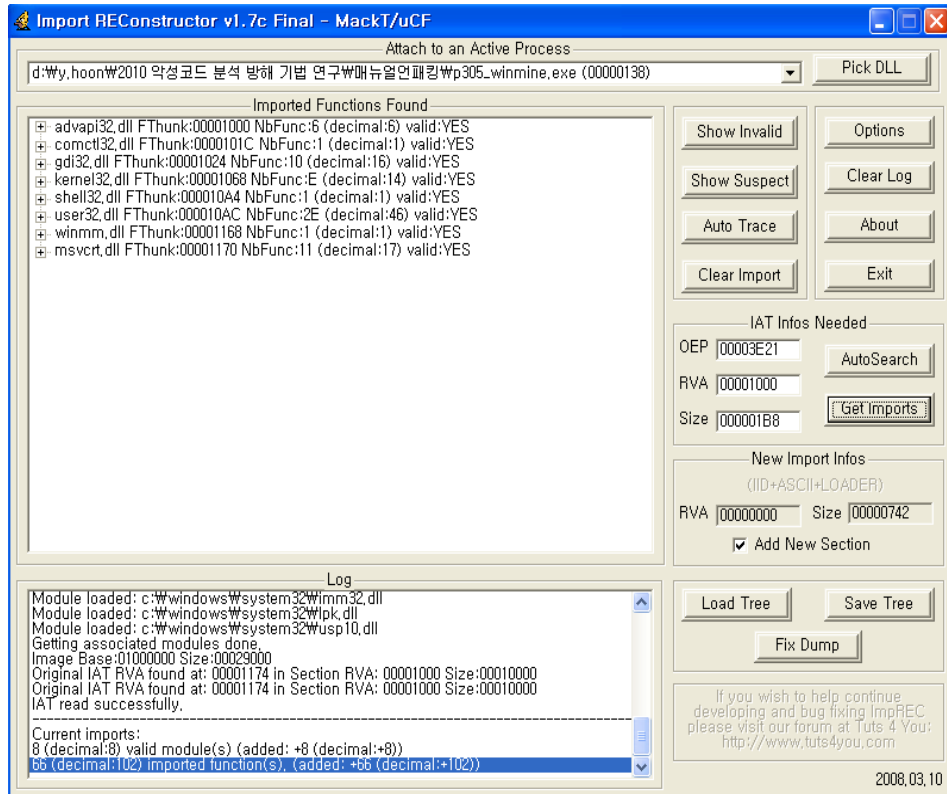 Import REConstructor v1.7c Final - MackT/uCF
Attach to an Active Process
d:₩y,hoon₩2010 악성코드 분석 방해 기법 연구₩매뉴얼언패킹₩p305_winmine,exe (00000138)
Pick DLL
Imported Functions Found
advapi32,dll FThunk:00001000 NbFunc:6 (decimal:6) valid:YES
comctl32,dll FThunk:0000101C NbFunc:1 (decimal:1) valid:YES
gdi32,dll FThunk:00001024 NbFunc:10 (decimal:16) valid:YES
kernel32,dll FThunk:00001068 NbFunc:E (decimal:14) valid:YES
shell32,dll FThunk:000010A4 NbFunc:1 (decimal:1) valid:YES
user32,dll FThunk:000010AC NbFunc:2E (decimal:46) valid:YES
winmm,dll FThunk:00001168 NbFunc:1 (decimal:1) valid:YES
msvcrt,dll FThunk:00001170 NbFunc:11 (decimal:17) valid:YES
Show Invalid
Options
Show Suspect
Clear Log
Auto Trace
About
Clear Import
Exit
IAT Infos Needed
OEP 00003E21
AutoSearch
RVA 00001000
Size 000001B8
Get Imports
New Import Infos
(IID+ASCII+LOADER)
RVA 00000000 Size 00000742
Add New Section
Log
Module loaded: c:₩windows₩system32₩imm32,dll
Module loaded: c:₩windows₩system32₩lpk,dll
Module loaded: c:₩windows₩system32₩usp10,dll
Getting associated modules done,
Image Base:01000000 Size:00029000
Original IAT RVA found at: 00001174 in Section RVA: 00001000 Size:00010000
Original IAT RVA found at: 00001174 in Section RVA: 00001000 Size:00010000
IAT read successfully,
Current imports:
8 (decimal:8) valid module(s) (added: +8 (decimal:+8))
66 (decimal:102) imported function(s), (added: +66 (decimal:+102))
Load Tree
Save Tree
Fix Dump
If you wish to help continue
developing and bug fixing ImpREC
please visit our forum at Tuts 4 You:
http://www,tuts4you,com
2008,03,10